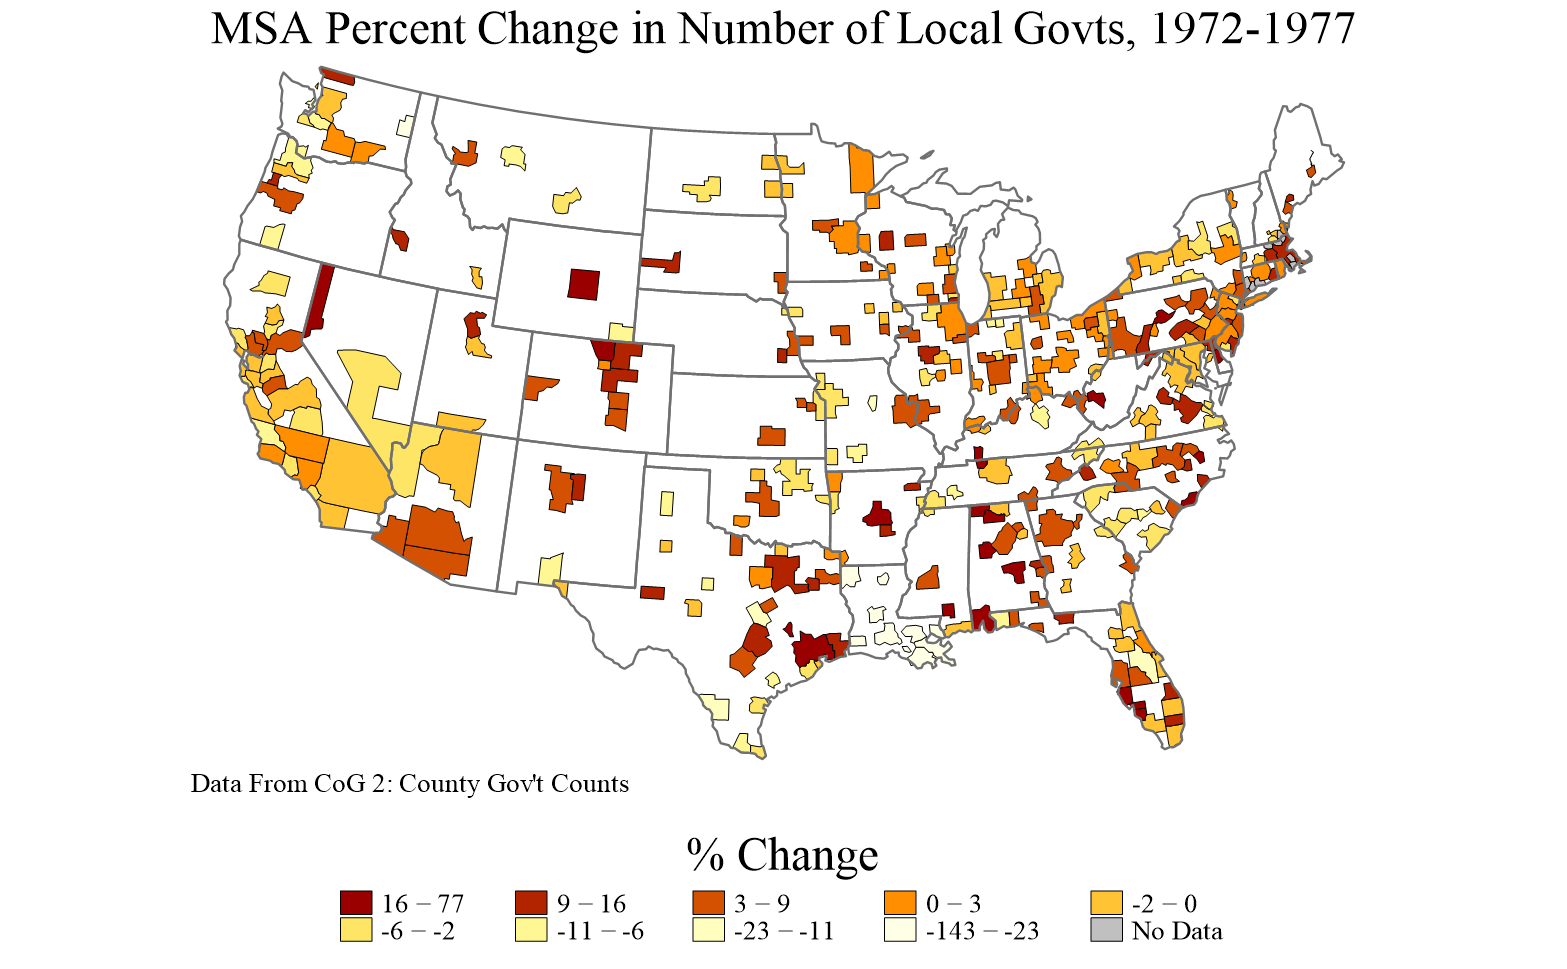 MSA Percent Change in Number of Local Govts, 1972-1977
Data From CoG 2: County Gov't Counts
% Change
16 − 77
9 − 16
3 − 9
0 − 3
-2 − 0
-6 − -2
-11 − -6
-23 − -11
-143 − -23
No Data